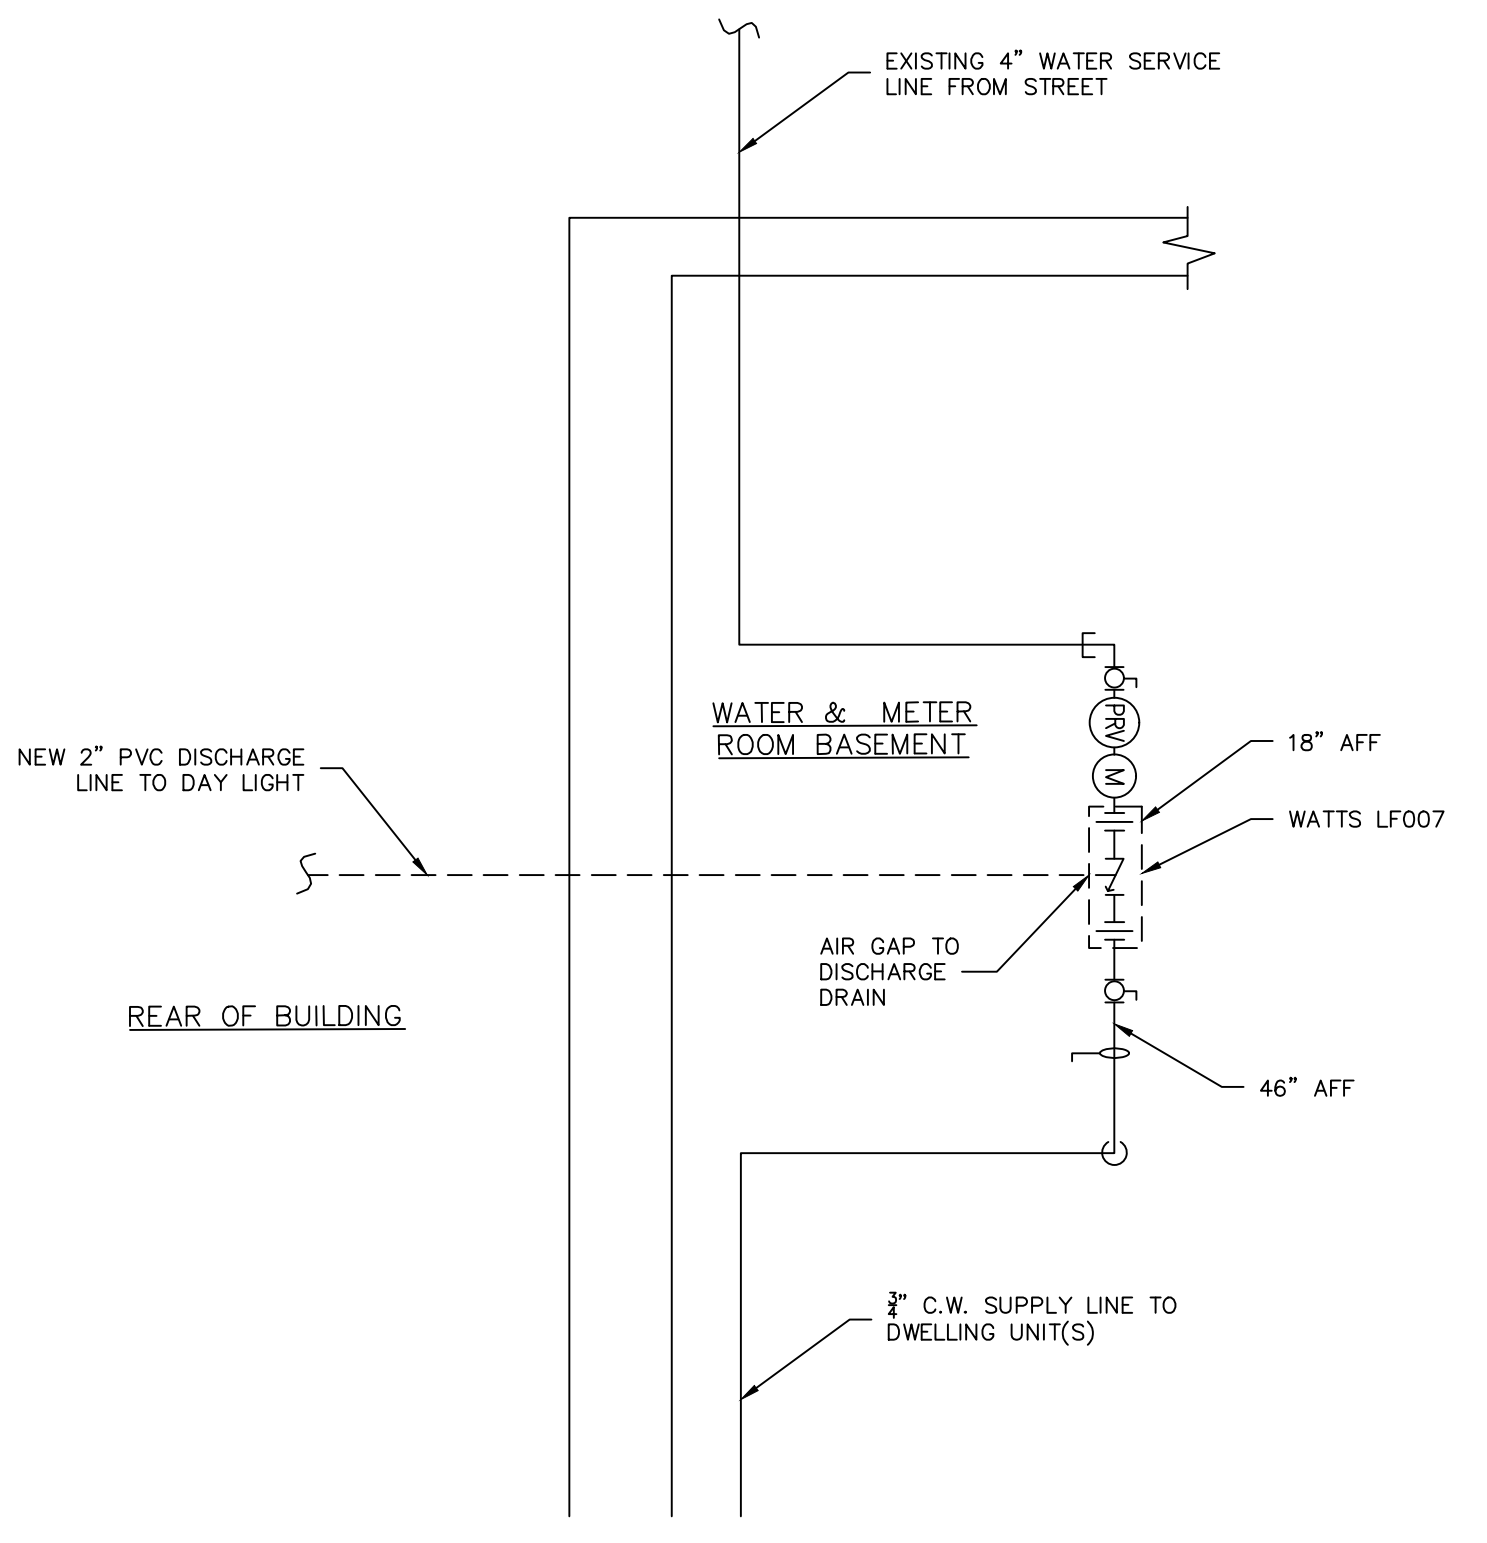 EXISTING 4" WATER SERVICE
LINE FROM STREET
WATER & METER
ROOM BASEMENT
PRV
M
NEW 2" PVC DISCHARGE
LINE TO DAY LIGHT
18" AFF
WATTS LF007
AIR GAP TO
DISCHARGE
DRAIN
REAR OF BUILDING
46" AFF
3/4" C.W. SUPPLY LINE TO
DWELLING UNIT(S)